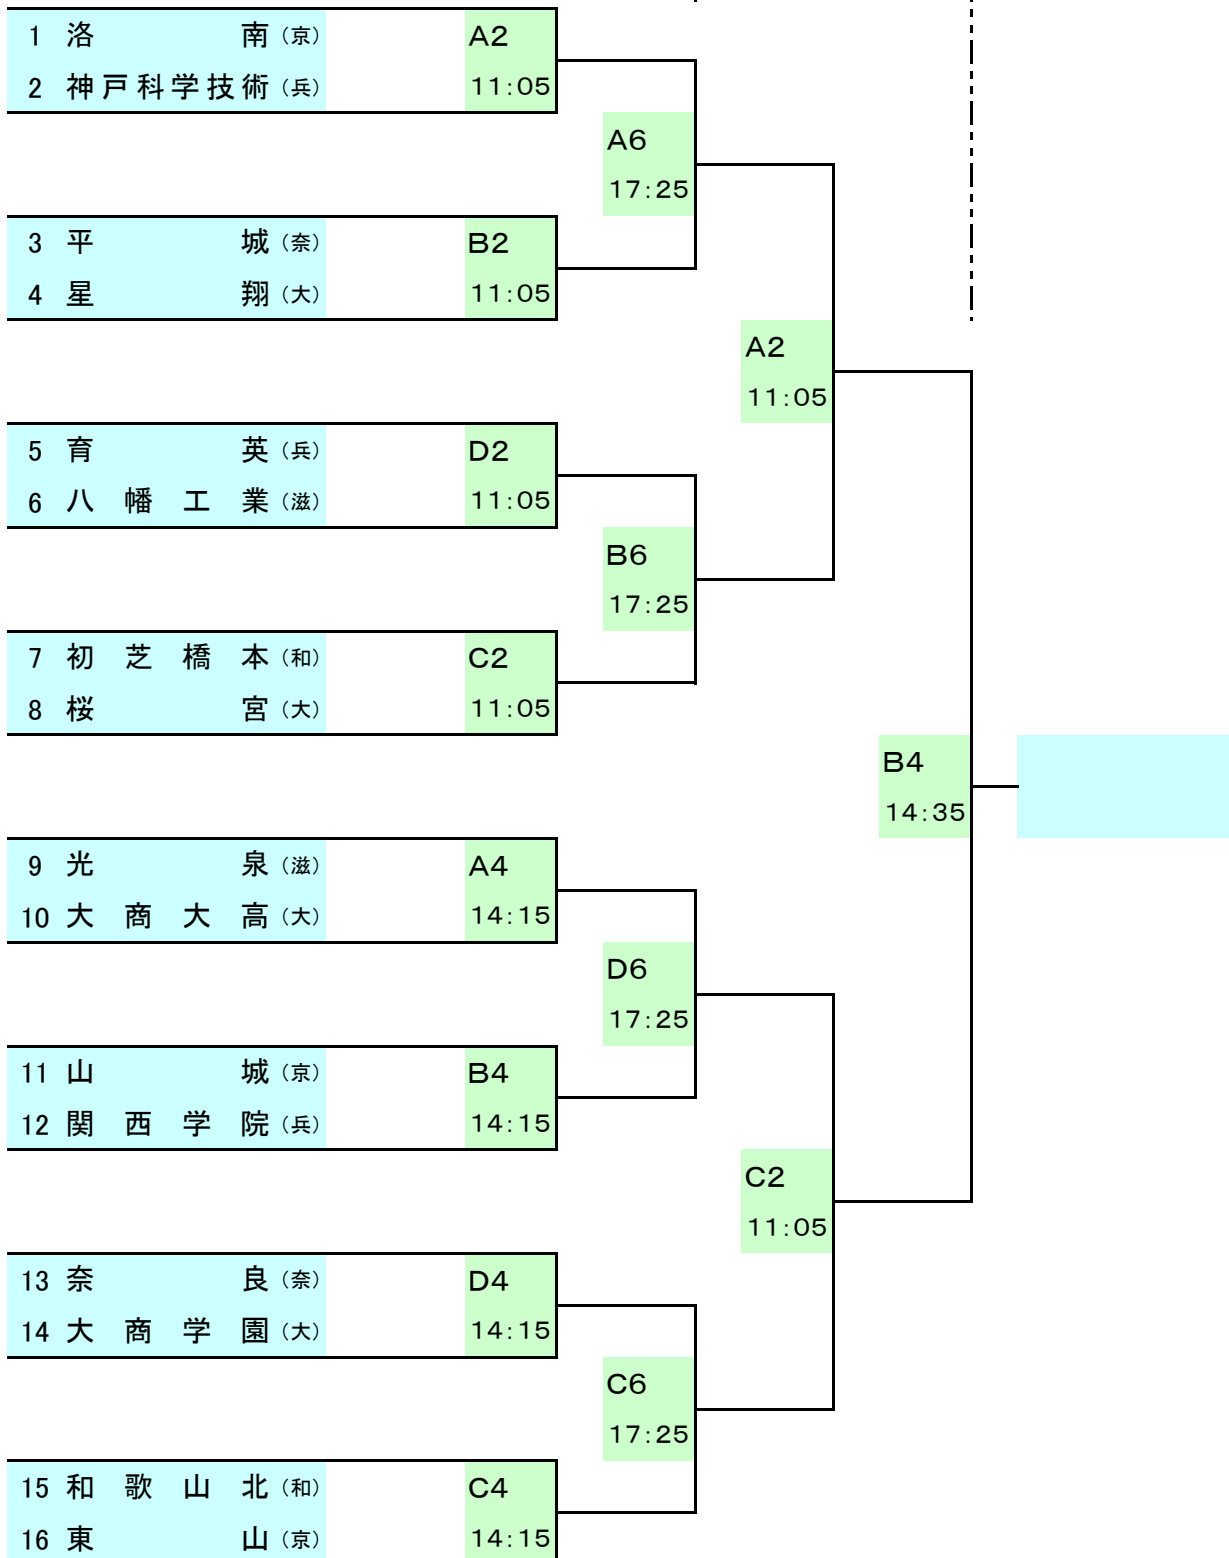 1 洛南（京） A2
2 神戸科学技術（兵） 11:05
A6
17:25
3 平城（奈） B2
4 星翔（大） 11:05
A2
11:05
5 育英（兵） D2
6 八幡工業（滋） 11:05
B6
17:25
7 初芝橋本（和） C2
8 桜宮（大） 11:05
B4
14:35
9 光泉（滋） A4
10 大商大高（大） 14:15
D6
17:25
11 山城（京） B4
12 関西学院（兵） 14:15
C2
11:05
13 奈良（奈） D4
14 大商学園（大） 14:15
C6
17:25
15 和歌山北（和） C4
16 東山（京） 14:15